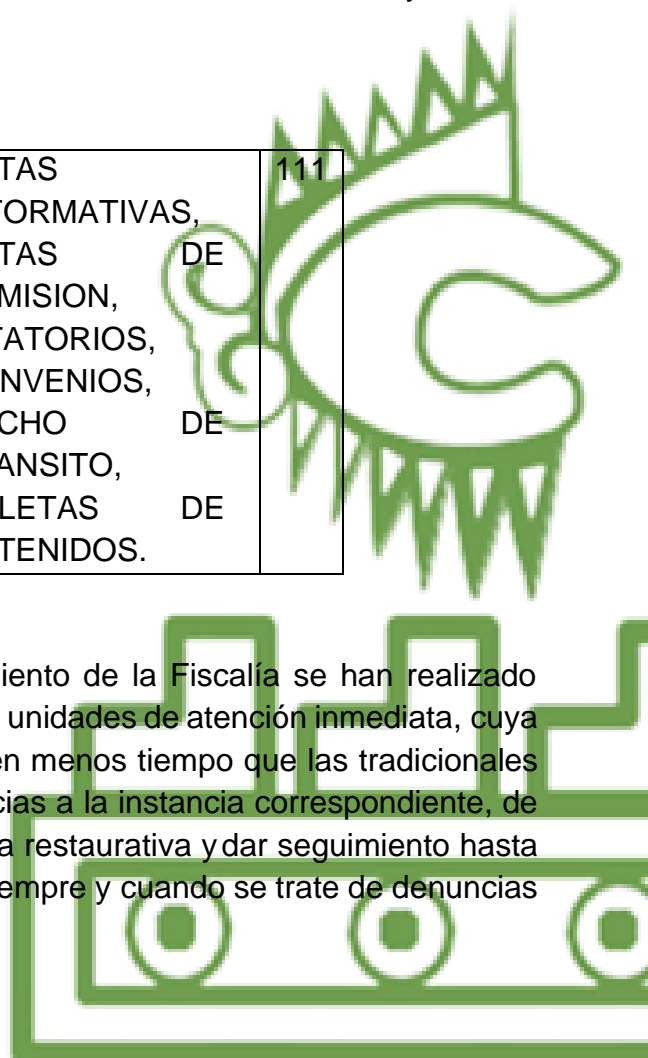 TAS 111
FORMATIVAS,
TAS DE
MISION,
TATORIOS,
NVENIOS,
CHO DE
ANSITO,
LETAS DE
TENIDOS.
miento de la Fiscalía se han realizado
unidades de atención inmediata, cuya
en menos tiempo que las tradicionales
cias a la instancia correspondiente, de
a restaurativa y dar seguimiento hasta
empre y cuando se trate de denuncias